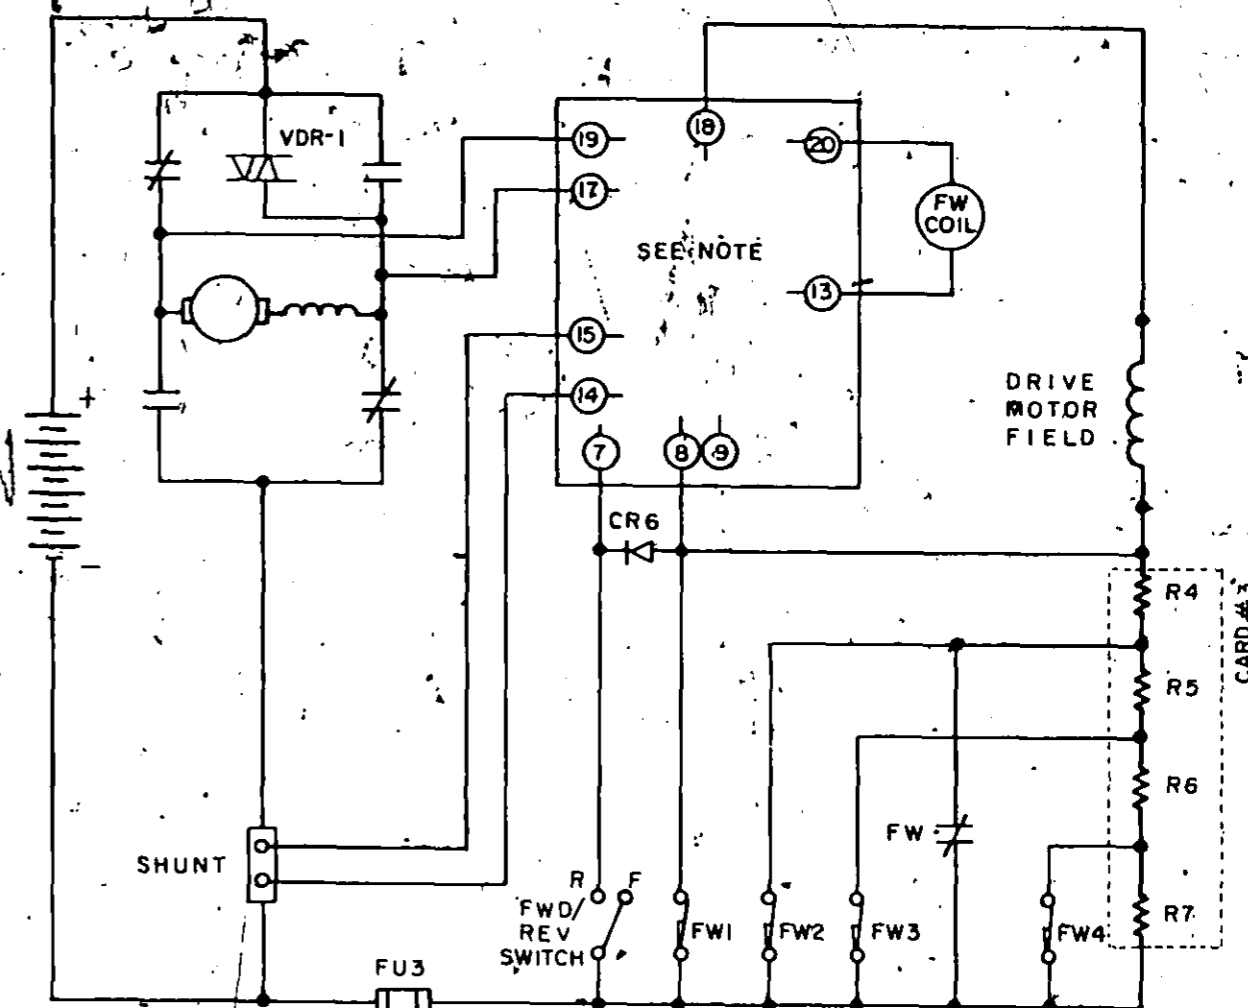 VDR-1
19
18
20
17
FW
COIL
SEE NOTE
13
15
14
DRIVE
MOTOR
FIELD
+
7
8
9
CR6
−
R4
CARD #
R5
R6
FW
SHUNT
R F
FWD/
REV
SWITCH
FW1
FW2
FW3
FW4
R7
FU3